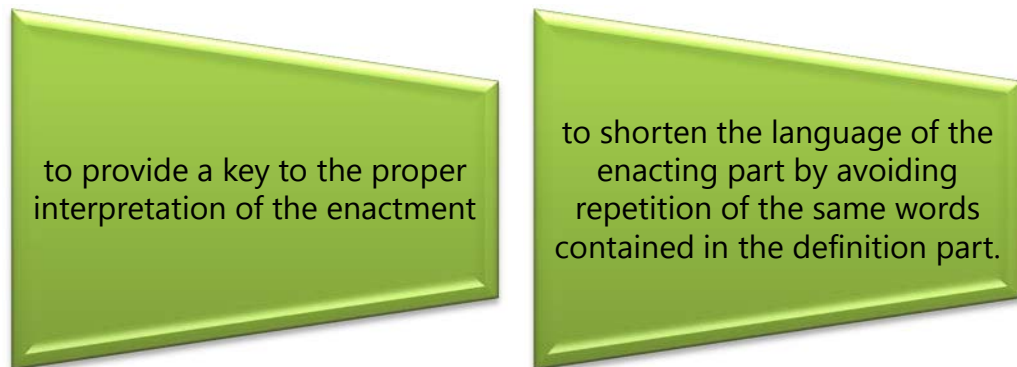 to provide a key to the proper
interpretation of the enactment
to shorten the language of the
enacting part by avoiding
repetition of the same words
contained in the definition part.